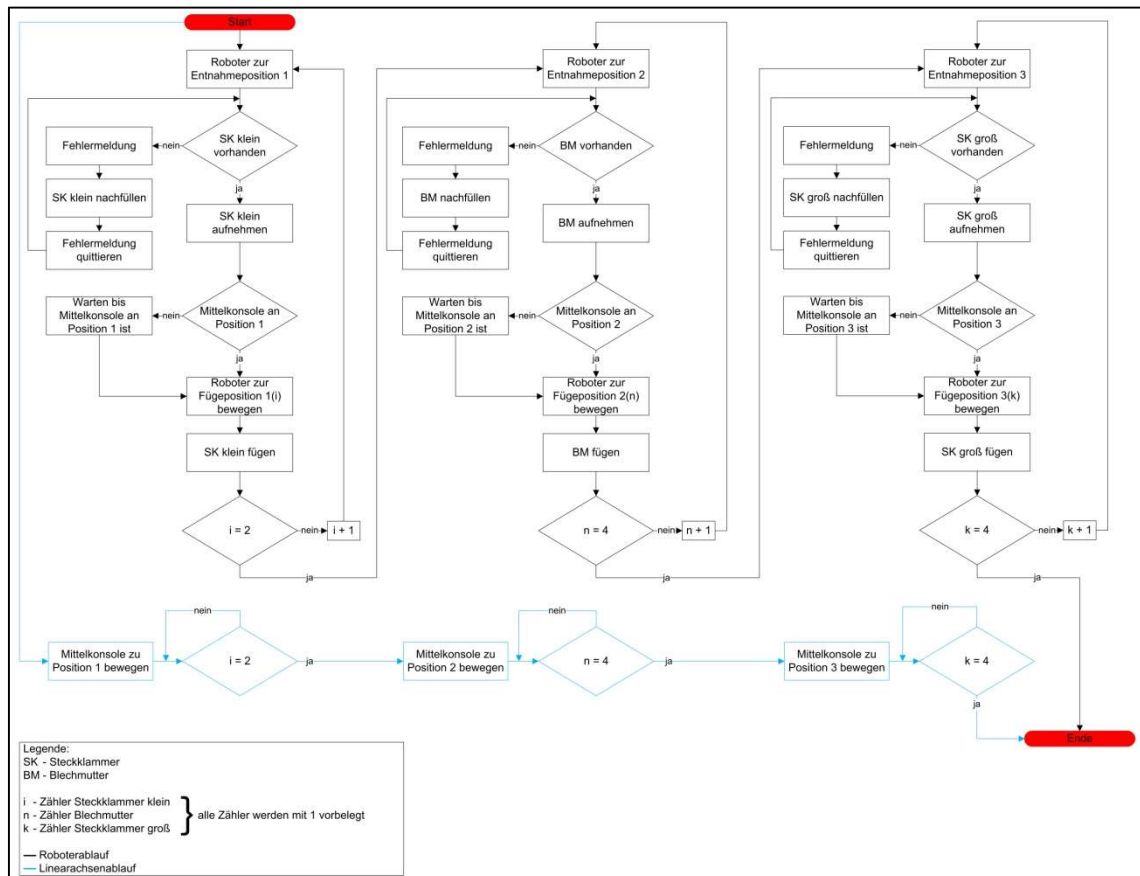 Start
Roboter zur
Entnahmeposition 1
SK klein
vorhanden
nein
Fehlermeldung
ja
SK klein nachfüllen
SK klein
aufnehmen
Fehlermeldung
quittieren
Mittelkonsole an
Position 1
nein
Warten bis
Mittelkonsole an
Position 1 ist
ja
Roboter zur
Fügeposition 1(i)
bewegen
SK klein fügen
i = 2
nein
i + 1
ja
Roboter zur
Entnahmeposition 2
BM vorhanden
nein
Fehlermeldung
ja
BM nachfüllen
BM aufnehmen
Fehlermeldung
quittieren
Mittelkonsole an
Position 2
nein
Warten bis
Mittelkonsole an
Position 2 ist
ja
Roboter zur
Fügeposition 2(n)
bewegen
BM fügen
n = 4
nein
n + 1
ja
Roboter zur
Entnahmeposition 3
SK groß
vorhanden
nein
Fehlermeldung
ja
SK groß nachfüllen
SK groß
aufnehmen
Fehlermeldung
quittieren
Mittelkonsole an
Position 3
nein
Warten bis
Mittelkonsole an
Position 3 ist
ja
Roboter zur
Fügeposition 3(k)
bewegen
SK groß fügen
k = 4
nein
k + 1
ja
Mittelkonsole zu
Position 1 bewegen
nein
i = 2
ja
Mittelkonsole zu
Position 2 bewegen
nein
n = 4
ja
Mittelkonsole zu
Position 3 bewegen
nein
k = 4
ja
Ende
Legende:
SK - Steckklammer
BM - Blechmutter
i - Zähler Steckklammer klein
n - Zähler Blechmutter
k - Zähler Steckklammer groß
alle Zähler werden mit 1 vorbelegt
Roboterablauf
Linearachsenablauf